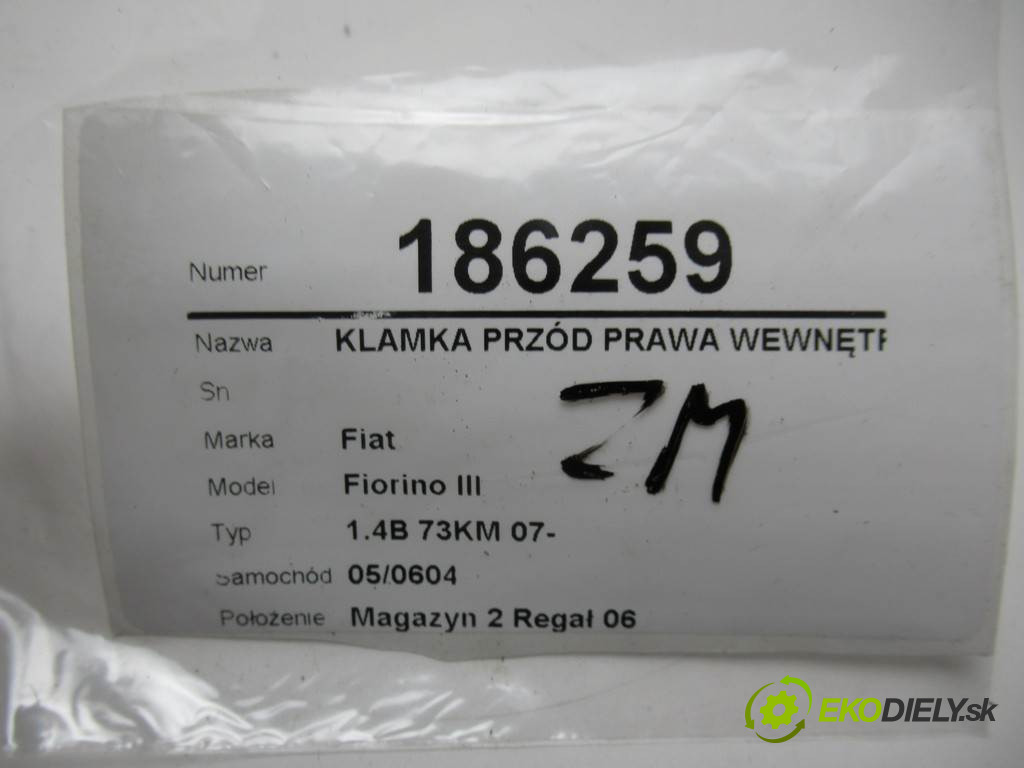 Numer 186259
Nazwa KLAMKA PRZÓD PRAWA WEWNĘTR
Sn
ZM
Marka Fiat
Model Fiorino III
Typ 1.4B 73KM 07-
Samochód 05/0604
Położenie Magazyn 2 Regał 06
EKODIELY.sk